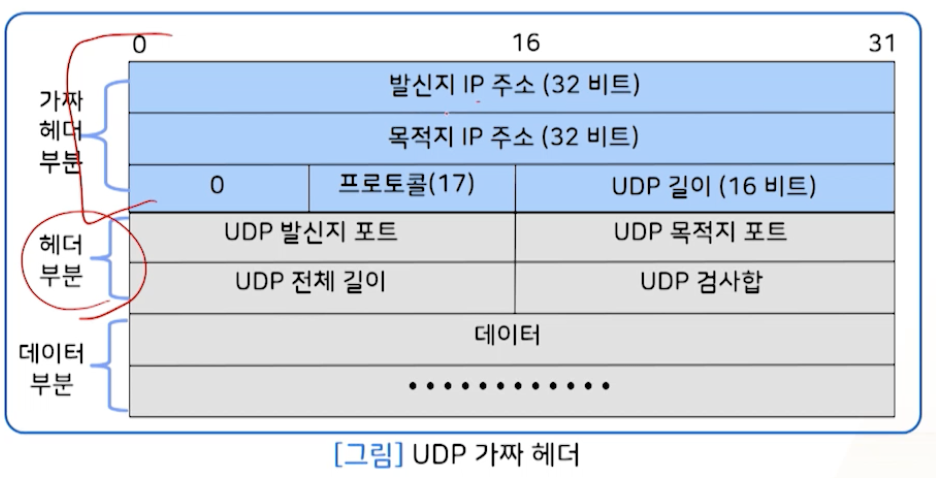 0 16 31
가짜
헤더
부분
발신지 IP 주소 (32 비트)
목적지 IP 주소 (32 비트)
0 프로토콜(17) UDP 길이 (16 비트)
헤더
부분
UDP 발신지 포트 UDP 목적지 포트
UDP 전체 길이 UDP 검사합
데이터
부분
데이터
••••••••••••
[그림] UDP 가짜 헤더